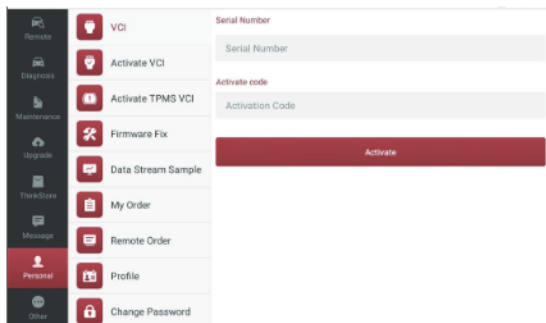 Remote
Diagnosis
Maintenance
Upgrade
ThinkStore
Message
Personal
Other
VCI
Activate VCI
Activate TPMS VCI
Firmware Fix
Data Stream Sample
My Order
Remote Order
Profile
Change Password
Serial Number
Serial Number
Activate code
Activation Code
Activate